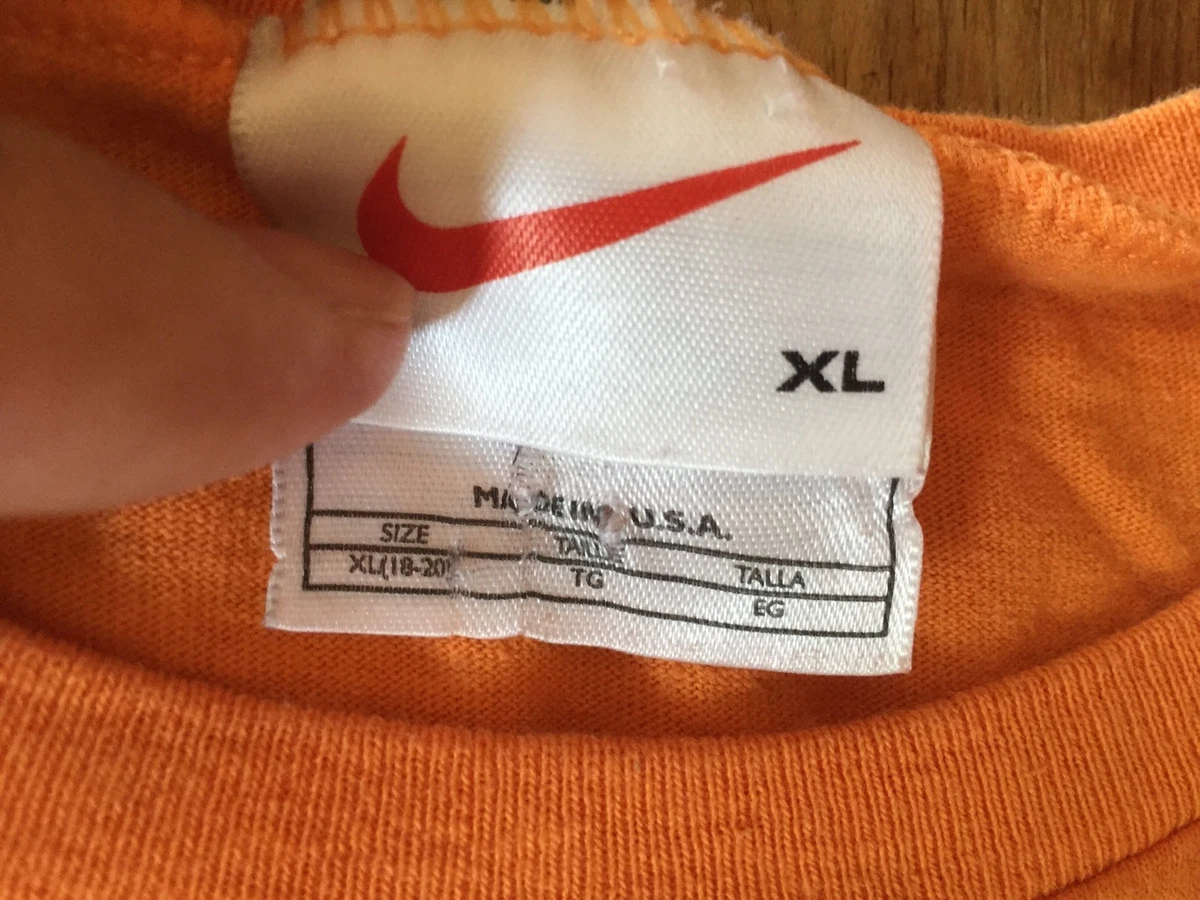 XL
MADE IN U.S.A.
SIZE TAILLE TALLA
XL(18-20) TG EG